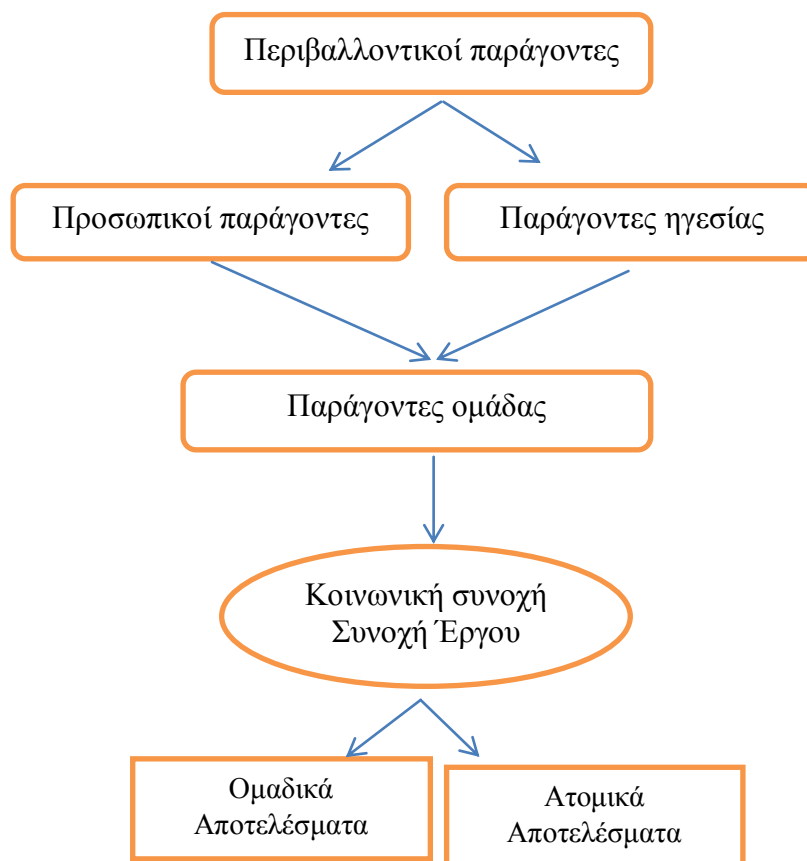 Περιβαλλοντικοί παράγοντες
Προσωπικοί παράγοντες
Παράγοντες ηγεσίας
Παράγοντες ομάδας
Κοινωνική συνοχή
Συνοχή Έργου
Ομαδικά
Αποτελέσματα
Ατομικά
Αποτελέσματα